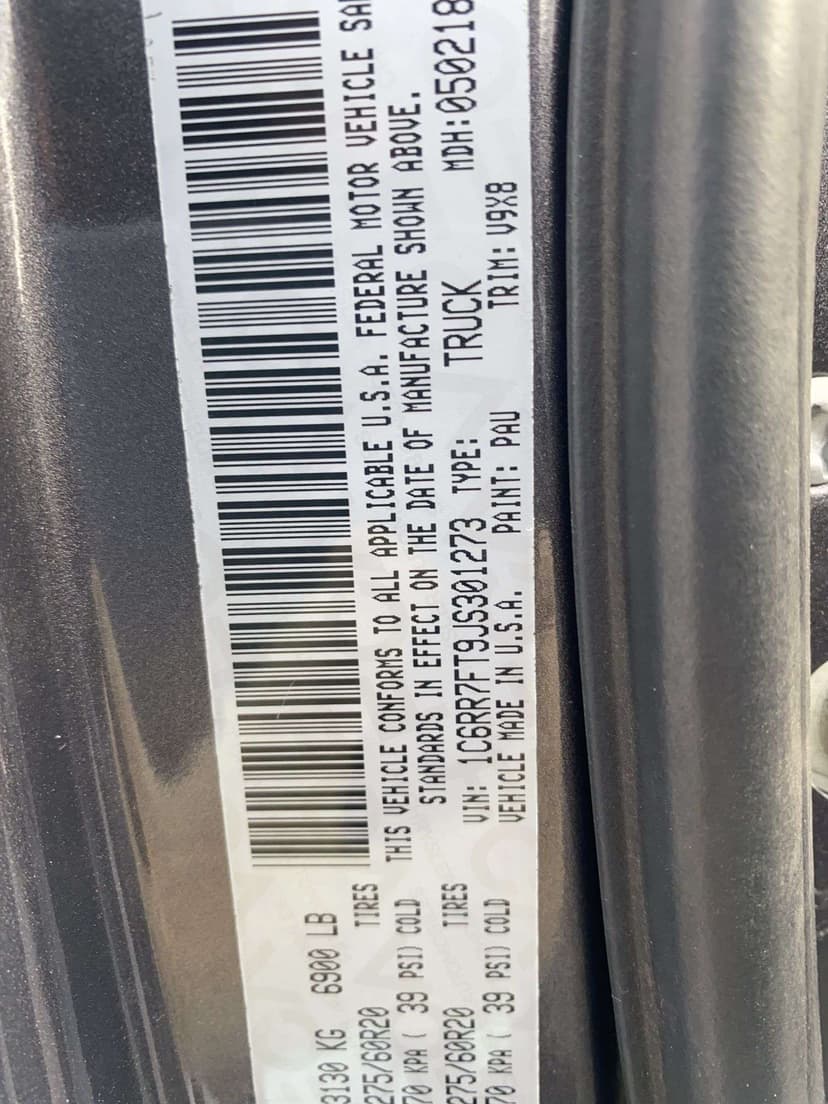 3130 KG 6900 LB
275/60R20 TIRES
70 KPA ( 39 PSI) COLD
275/60R20 TIRES
70 KPA ( 39 PSI) COLD
THIS VEHICLE CONFORMS TO ALL APPLICABLE U.S.A. FEDERAL MOTOR VEHICLE
STANDARDS IN EFFECT ON THE DATE OF MANUFACTURE SHOWN ABOVE.
VIN: 1C6RR7FT9JS301273 TYPE: TRUCK MDH:050218
VEHICLE MADE IN U.S.A. PAINT: PAU TRIM: V9X8